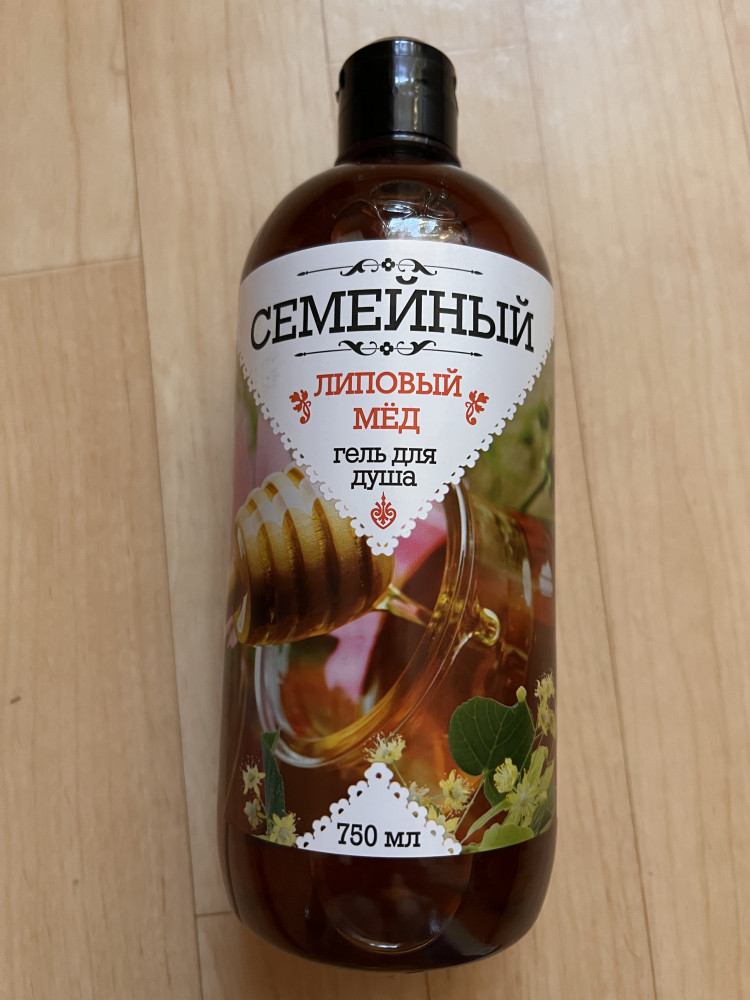 СЕМЕЙНЫЙ
ЛИПОВЫЙ
МЁД
гель для
душа
750 мл